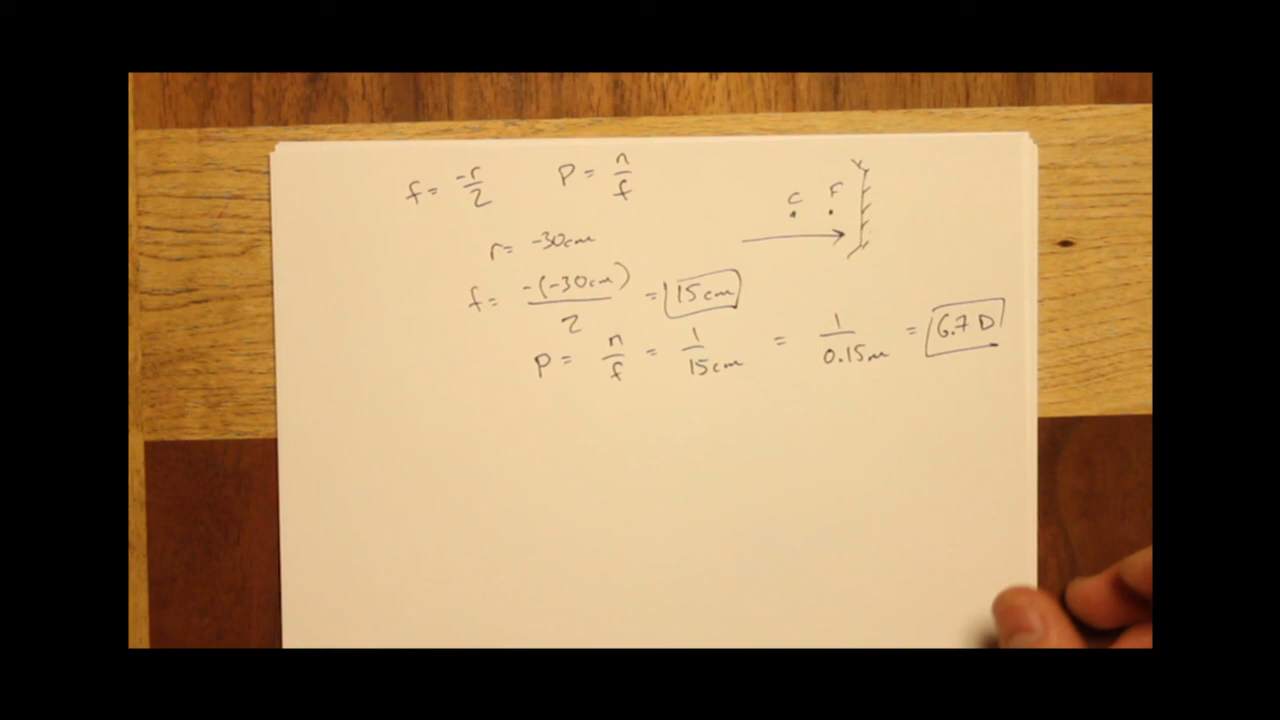 f = -r/2 P = n/f
C F
r = -30cm
f = -(-30cm)/2 = 15cm
P = n/f = 1/15cm = 1/0.15m = 6.7 D